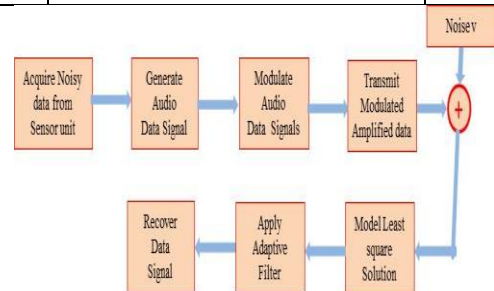 Noise v
Acquire Noisy
data from
Sensor unit
Generate
Audio
Data Signal
Modulate
Audio
Data Signals
Transmit
Modulated
Amplified data
+
Recover
Data
Signal
Apply
Adaptive
Filter
Model Least
square
Solution